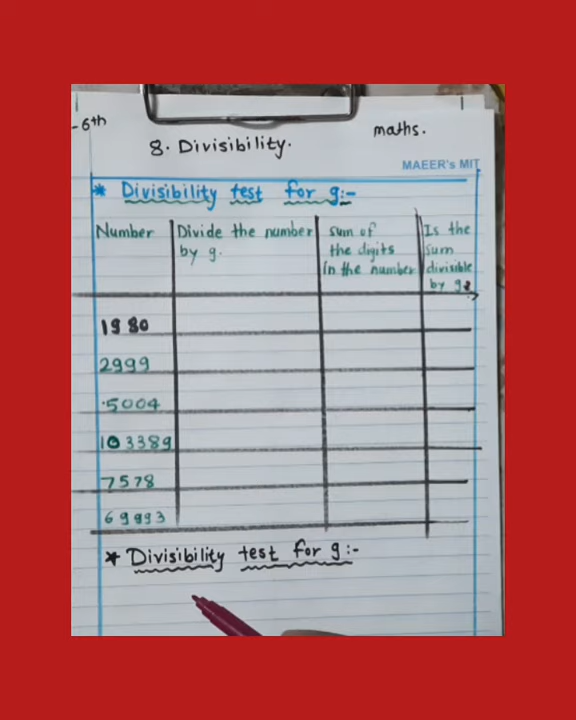 -6th
maths.
8. Divisibility.
MAEER's MIT
* Divisibility test for 9:-
Number
Divide the number
by 9.
sum of
the digits
in the number
Is the
sum
divisible
by 9?
1980
2999
5004
103389
7578
69993
* Divisibility test for 9:-